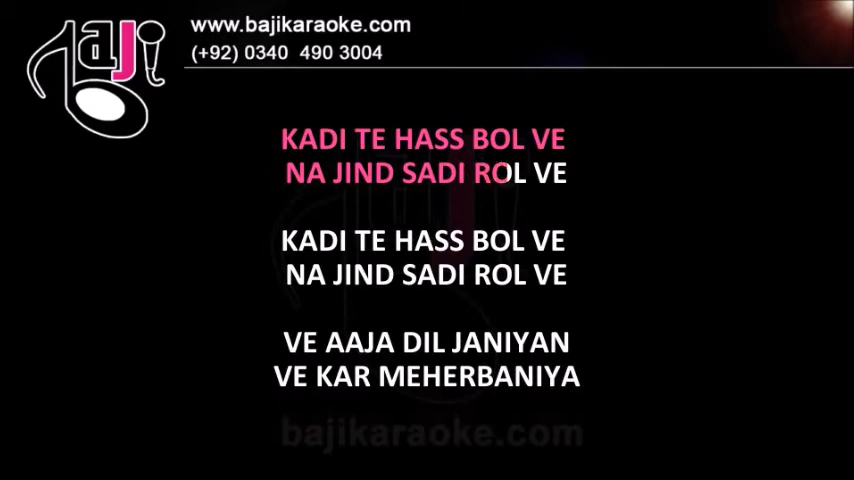 www.bajikaraoke.com
(+92) 0340 490 3004
Baji
KADI TE HASS BOL VE
NA JIND SADI ROL VE
KADI TE HASS BOL VE
NA JIND SADI ROL VE
VE AAJA DIL JANIYAN
VE KAR MEHERBANIYA
bajikaraoke.com